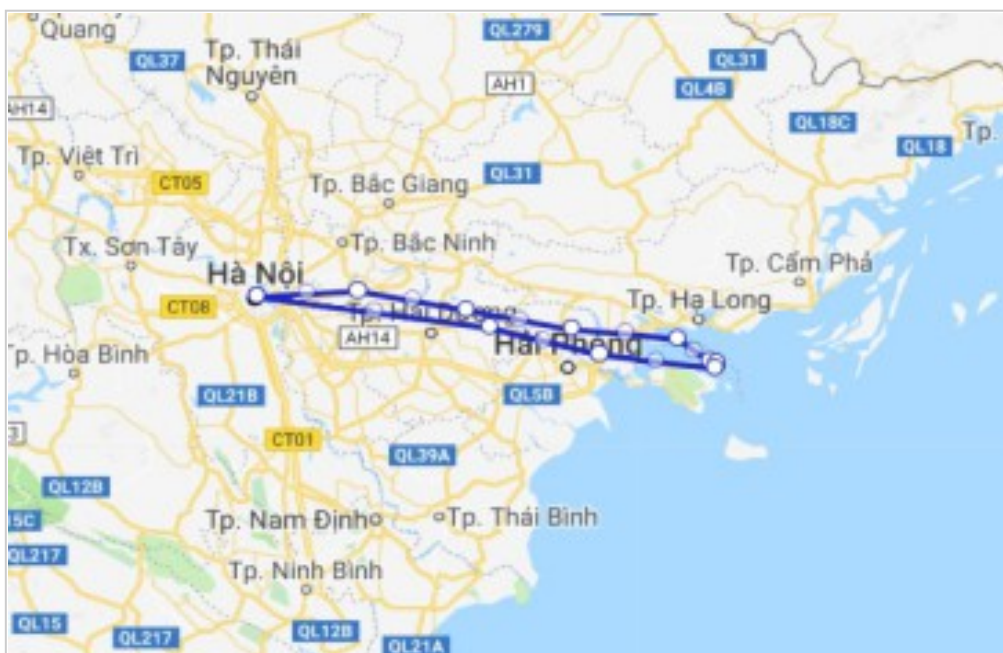 Quang
Tp. Thái
Nguyên
QL37
QL279
AH1
QL31
QL4B
QL18C
QL18
Tp.
AH14
Tp. Việt Trì
CT05
Tp. Bắc Giang
QL31
Tx. Sơn Tây
Tp. Bắc Ninh
Hà Nội
Tp. Cẩm Phả
Tp. Hạ Long
CT08
AH14
Hải Phòng
Tp. Hòa Bình
QL21B
QL5B
CT01
QL39A
QL12B
15C
Tp. Nam Định
Tp. Thái Bình
QL217
Tp. Ninh Bình
QL15
QL217
QL12B
QL21A